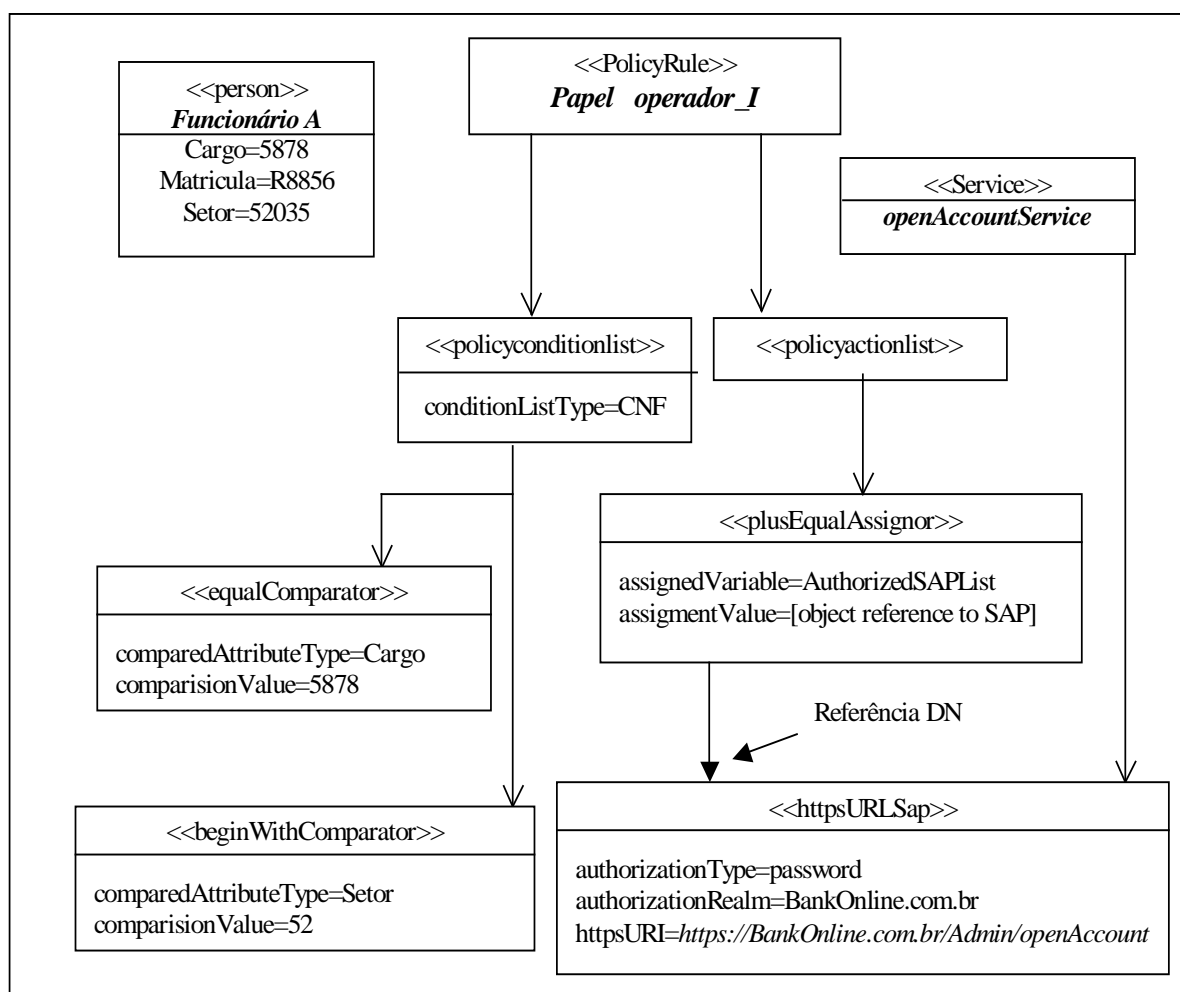 <<person>>
Funcionário A
Cargo=5878
Matricula=R8856
Setor=52035
<<PolicyRule>>
Papel operador_I
<<Service>>
openAccountService
<<policyconditionlist>>
conditionListType=CNF
<<policyactionlist>>
<<equalComparator>>
comparedAttributeType=Cargo
comparisionValue=5878
<<plusEqualAssignor>>
assignedVariable=AuthorizedSAPList
assigmentValue=[object reference to SAP]
Referência DN
<<beginWithComparator>>
comparedAttributeType=Setor
comparisionValue=52
<<httpsURLSap>>
authorizationType=password
authorizationRealm=BankOnline.com.br
httpsURI=https://BankOnline.com.br/Admin/openAccount